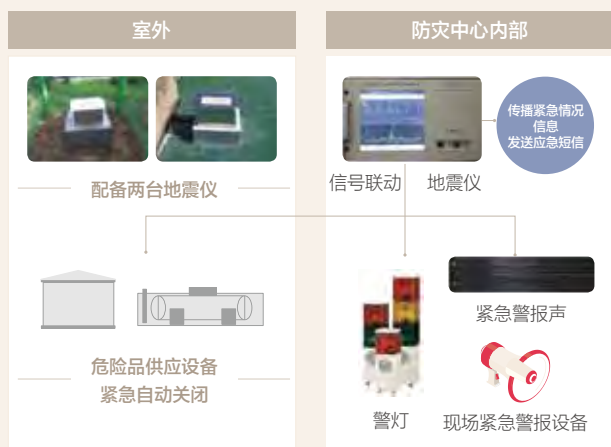 室外
配备两台地震仪
危险品供应设备
紧急自动关闭
防灾中心内部
传播紧急情况
信息
发送应急短信
信号联动
地震仪
紧急警报声
警灯
现场紧急警报设备